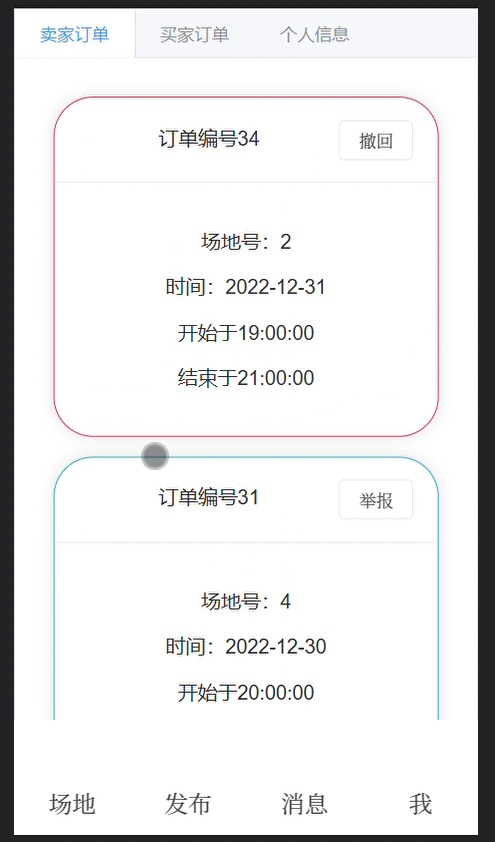 卖家订单 买家订单 个人信息
订单编号34 撤回
场地号：2
时间：2022-12-31
开始于19:00:00
结束于21:00:00
订单编号31 举报
场地号：4
时间：2022-12-30
开始于20:00:00
场地 发布 消息 我